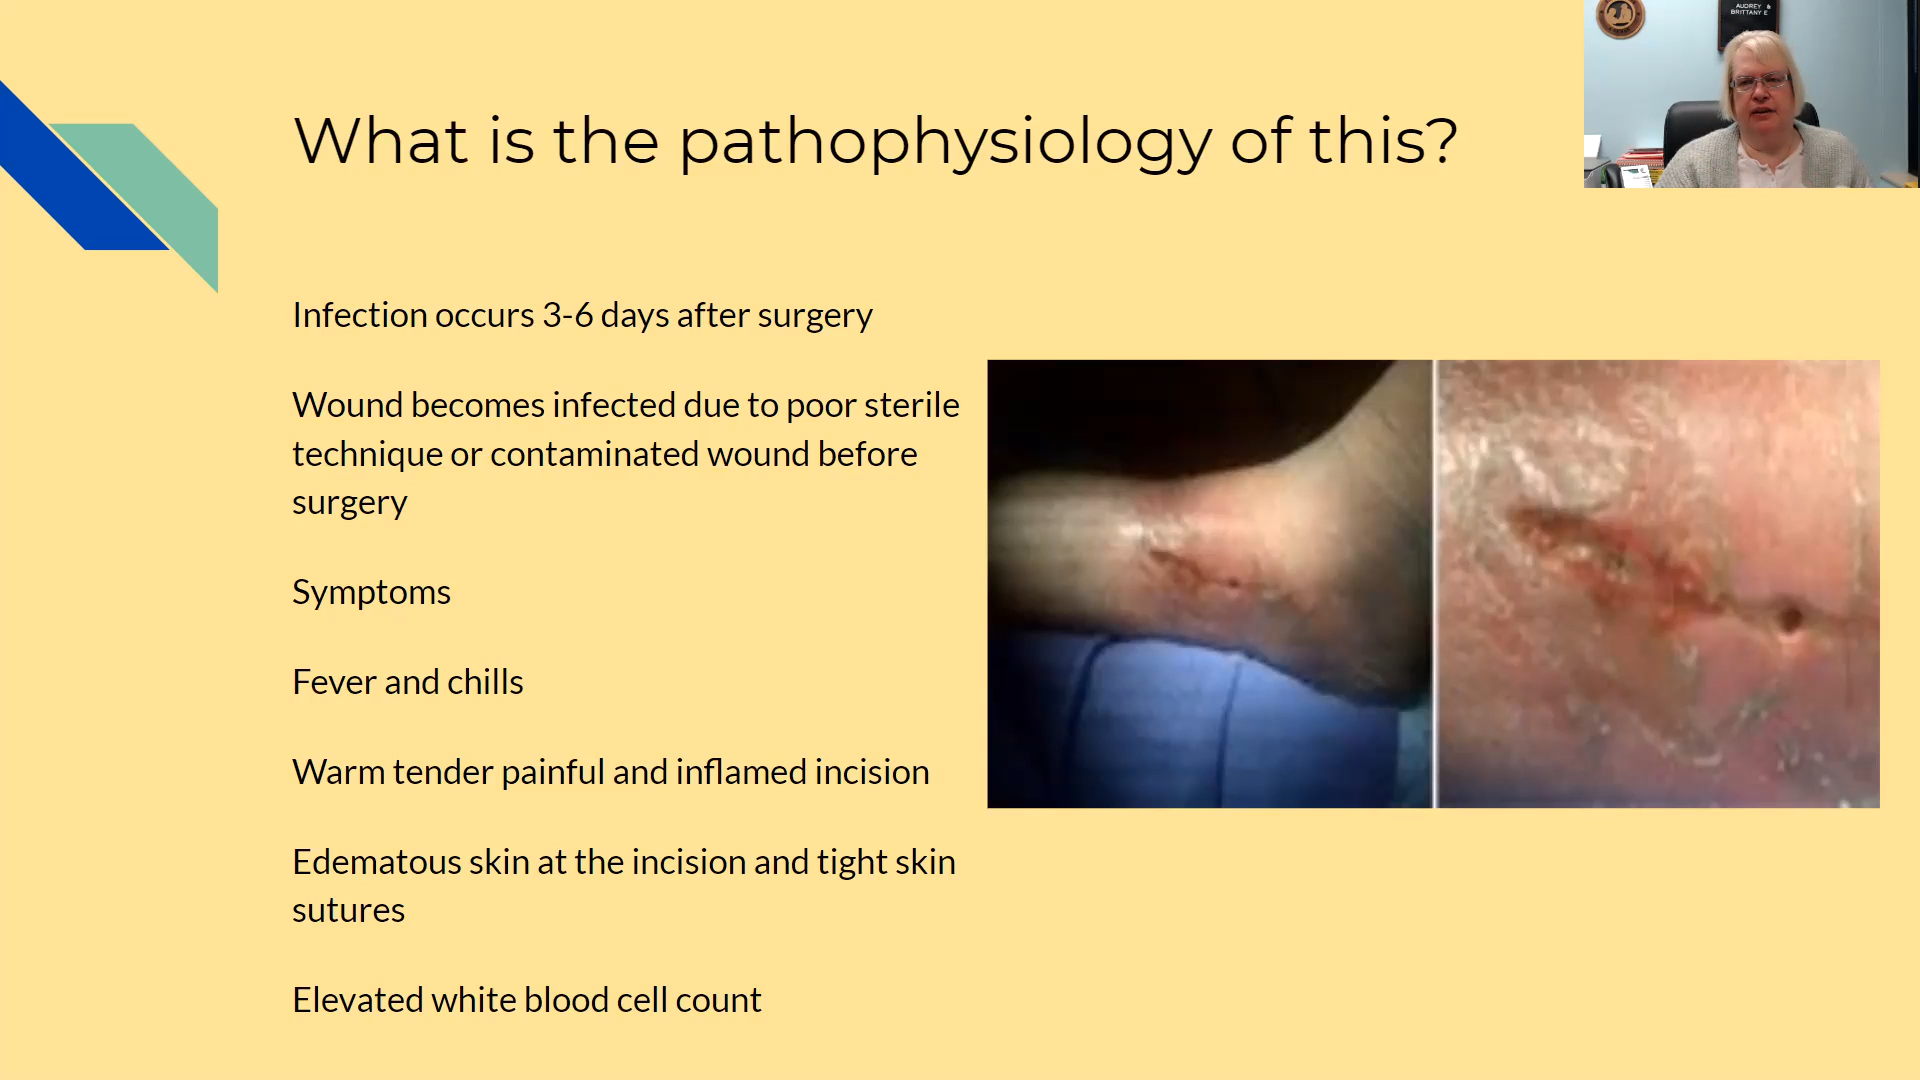 AUDREY &
BRITTANY E
What is the pathophysiology of this?
Infection occurs 3-6 days after surgery
Wound becomes infected due to poor sterile
technique or contaminated wound before
surgery
Symptoms
Fever and chills
Warm tender painful and inflamed incision
Edematous skin at the incision and tight skin
sutures
Elevated white blood cell count